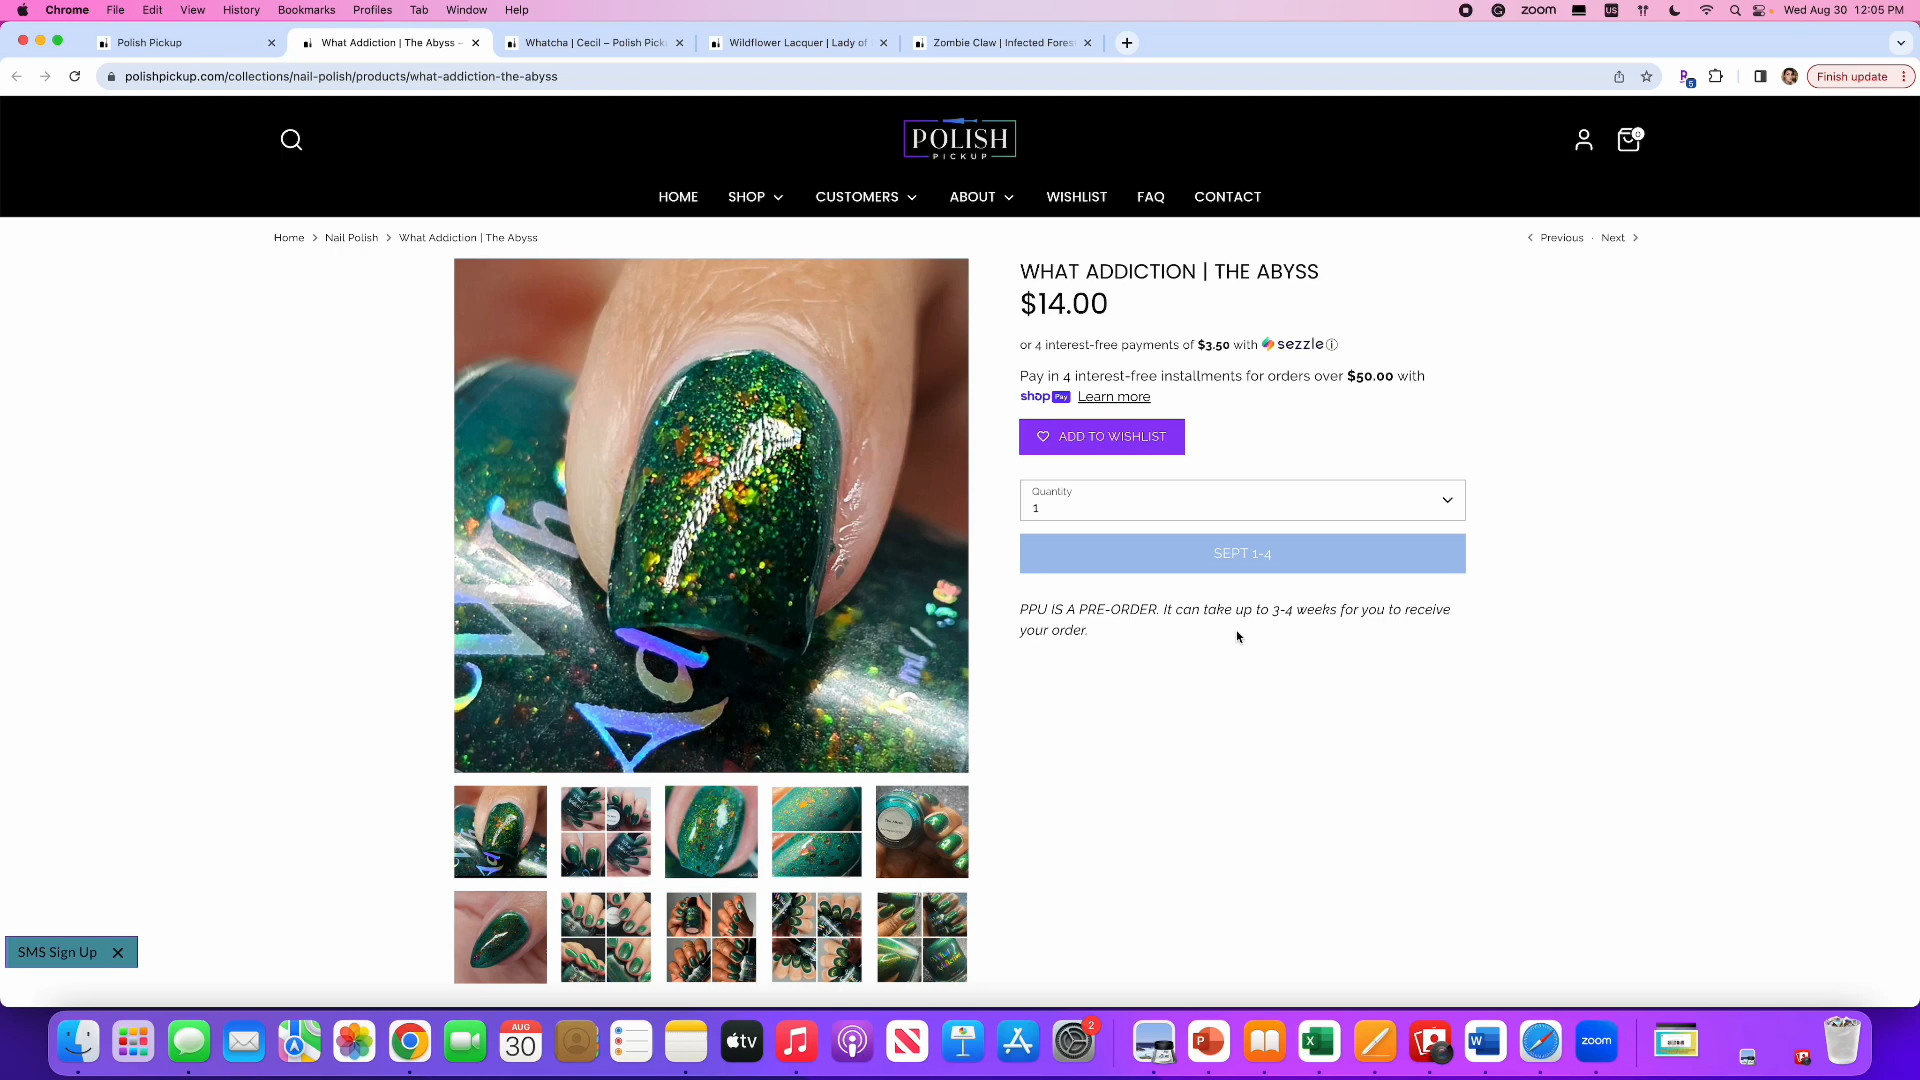 Chrome File Edit View History Bookmarks Profiles Tab Window Help
zoom US Wed Aug 30 12:05 PM
Polish Pickup
What Addiction | The Abyss –
Whatcha | Cecil – Polish Pick
Wildflower Lacquer | Lady of
Zombie Claw | Infected Fores
polishpickup.com/collections/nail-polish/products/what-addiction-the-abyss
5
Finish update
POLISH
PICKUP
0
HOME SHOP CUSTOMERS ABOUT WISHLIST FAQ CONTACT
Home > Nail Polish > What Addiction | The Abyss
< Previous · Next >
WHAT ADDICTION | THE ABYSS
$14.00
or 4 interest-free payments of $3.50 with sezzle
Pay in 4 interest-free installments for orders over $50.00 with
shop Pay Learn more
ADD TO WISHLIST
Quantity
1
SEPT 1-4
PPU IS A PRE-ORDER. It can take up to 3-4 weeks for you to receive
your order.
SMS Sign Up
AUG
30
tv
2
zoom